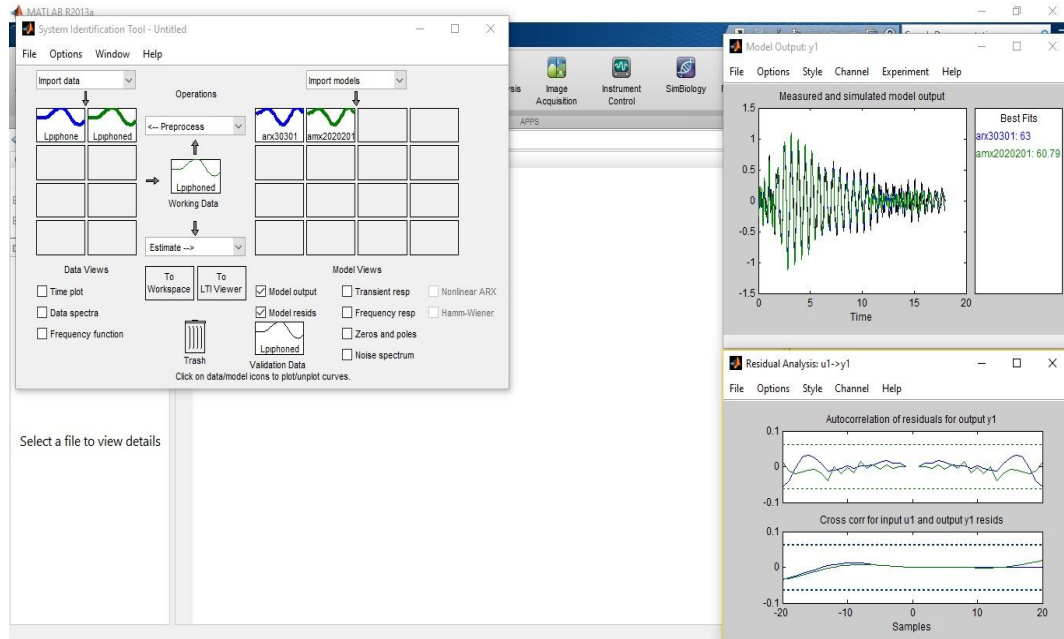 MATLAB R2013a
System Identification Tool - Untitled
File Options Window Help
Import data
Operations
Import models
Lpphone
Lpphoned
<-- Preprocess
arx30301
amx2020201
Lpphoned
Working Data
Estimate -->
Data Views
To Workspace
To LTI Viewer
Model Views
Time plot
Data spectra
Frequency function
Model output
Model resids
Transient resp
Frequency resp
Zeros and poles
Noise spectrum
Nonlinear ARX
Hamm-Wiener
Trash
Lpphoned
Validation Data
Click on data/model icons to plot/unplot curves.
Select a file to view details
Image Acquisition
Instrument Control
SimBiology
APPS
Model Output: y1
File Options Style Channel Experiment Help
Measured and simulated model output
1.5
1
0.5
0
-0.5
-1
-1.5
0 5 10 15 20
Time
Best Fits
arx30301: 63
amx2020201: 60.79
Residual Analysis: u1->y1
File Options Style Channel Help
Autocorrelation of residuals for output y1
0.1
0
-0.1
Cross corr for input u1 and output y1 resids
0.1
0
-0.1
-20 -10 0 10 20
Samples